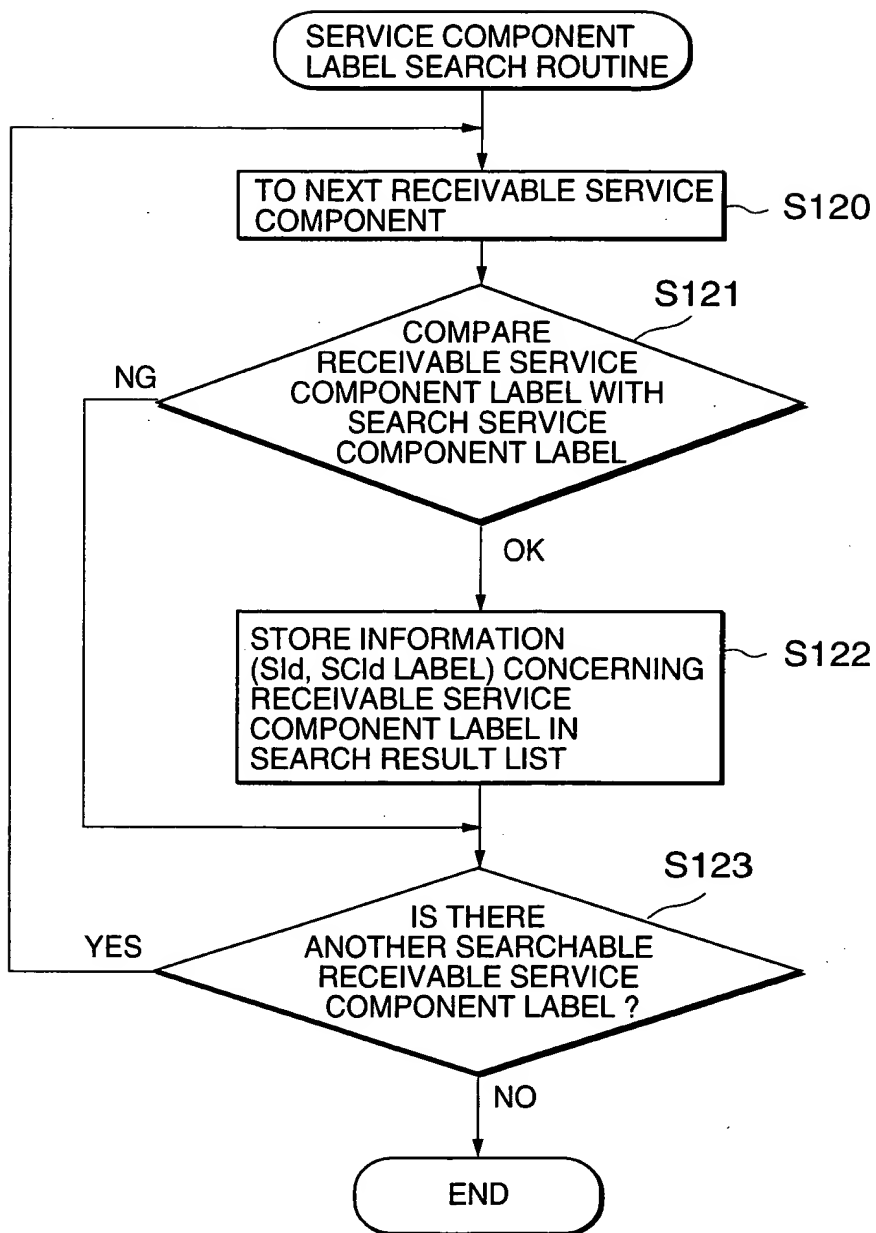 SERVICE COMPONENT
LABEL SEARCH ROUTINE
TO NEXT RECEIVABLE SERVICE
COMPONENT
S120
S121
COMPARE
RECEIVABLE SERVICE
COMPONENT LABEL WITH
SEARCH SERVICE
COMPONENT LABEL
NG
OK
STORE INFORMATION
(SId, SCId LABEL) CONCERNING
RECEIVABLE SERVICE
COMPONENT LABEL IN
SEARCH RESULT LIST
S122
S123
IS THERE
ANOTHER SEARCHABLE
RECEIVABLE SERVICE
COMPONENT LABEL ?
YES
NO
END